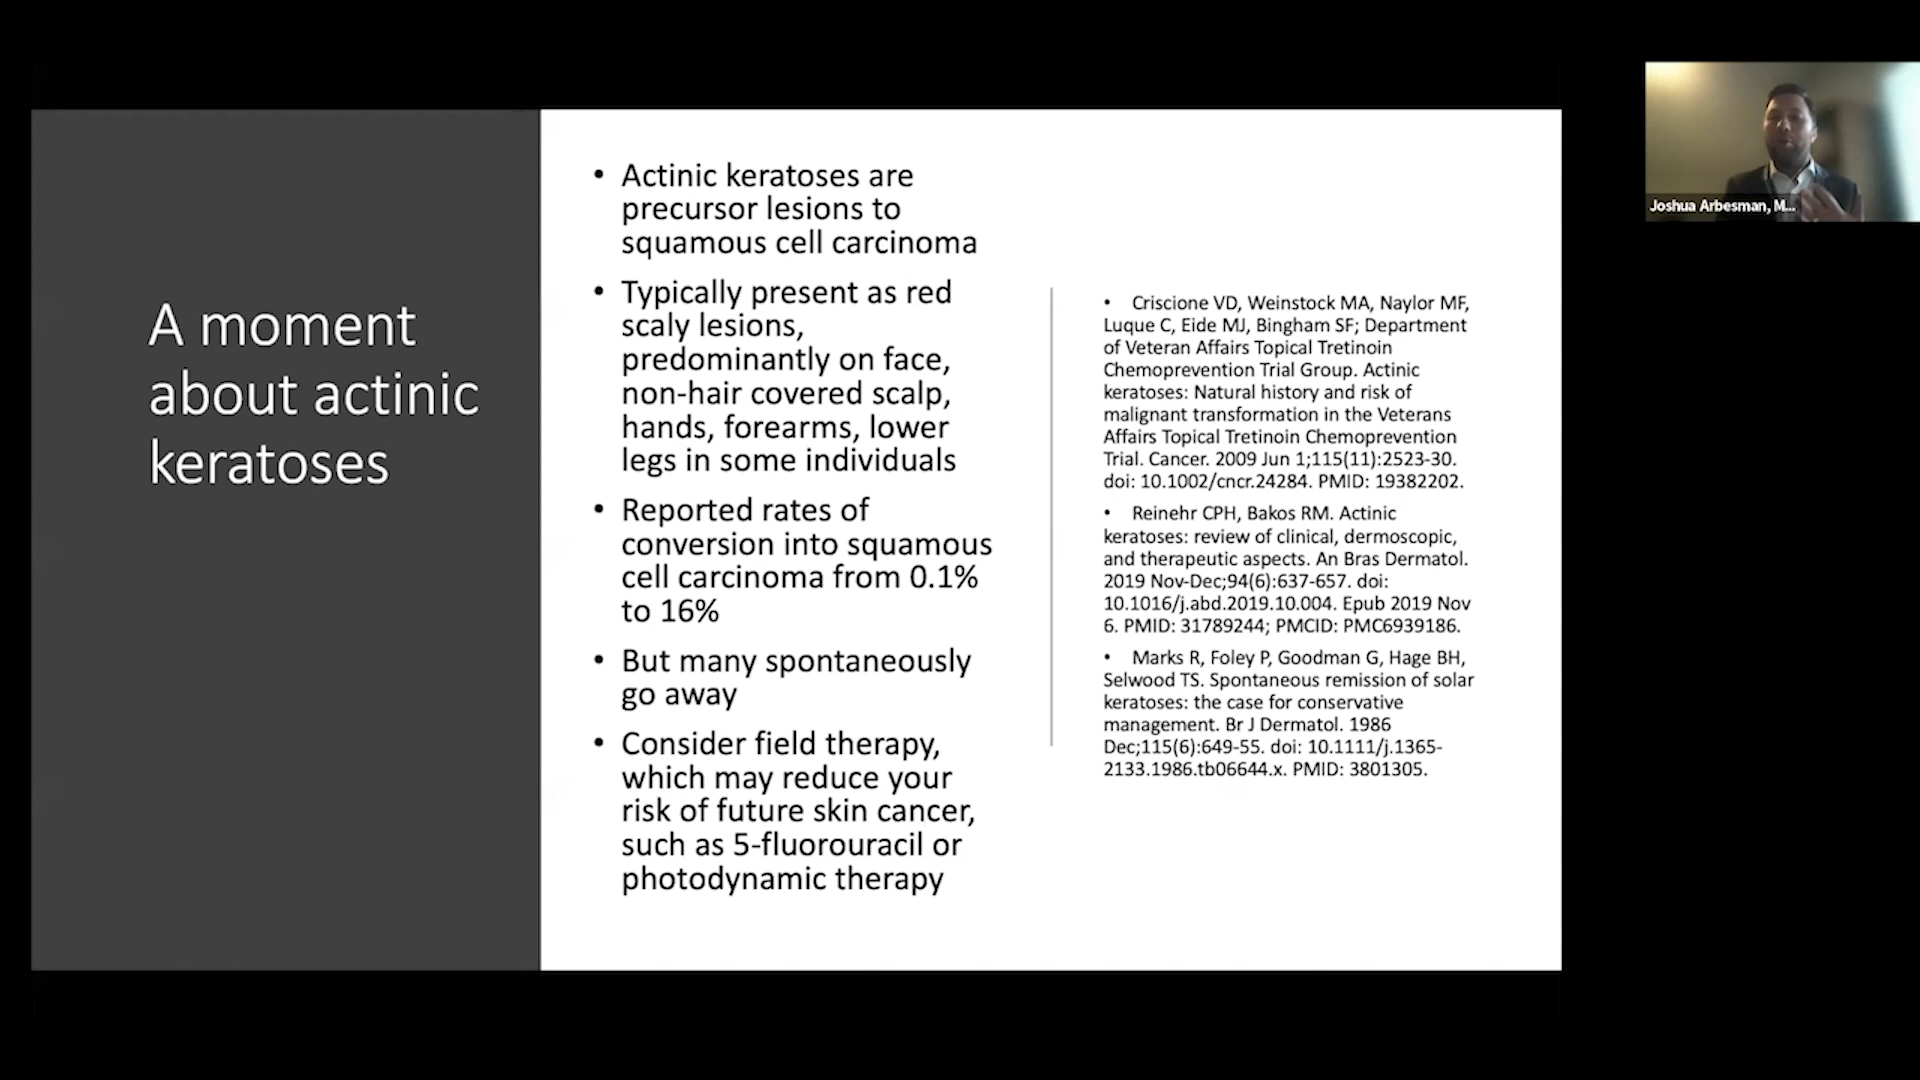 A moment
about actinic
keratoses
• Actinic keratoses are
precursor lesions to
squamous cell carcinoma
• Typically present as red
scaly lesions,
predominantly on face,
non-hair covered scalp,
hands, forearms, lower
legs in some individuals
• Reported rates of
conversion into squamous
cell carcinoma from 0.1%
to 16%
• But many spontaneously
go away
• Consider field therapy,
which may reduce your
risk of future skin cancer,
such as 5-fluorouracil or
photodynamic therapy
• Criscione VD, Weinstock MA, Naylor MF,
Luque C, Eide MJ, Bingham SF; Department
of Veteran Affairs Topical Tretinoin
Chemoprevention Trial Group. Actinic
keratoses: Natural history and risk of
malignant transformation in the Veterans
Affairs Topical Tretinoin Chemoprevention
Trial. Cancer. 2009 Jun 1;115(11):2523-30.
doi: 10.1002/cncr.24284. PMID: 19382202.
• Reinehr CPH, Bakos RM. Actinic
keratoses: review of clinical, dermoscopic,
and therapeutic aspects. An Bras Dermatol.
2019 Nov-Dec;94(6):637-657. doi:
10.1016/j.abd.2019.10.004. Epub 2019 Nov
6. PMID: 31789244; PMCID: PMC6939186.
• Marks R, Foley P, Goodman G, Hage BH,
Selwood TS. Spontaneous remission of solar
keratoses: the case for conservative
management. Br J Dermatol. 1986
Dec;115(6):649-55. doi: 10.1111/j.1365-
2133.1986.tb06644.x. PMID: 3801305.
Joshua Arbesman, M...